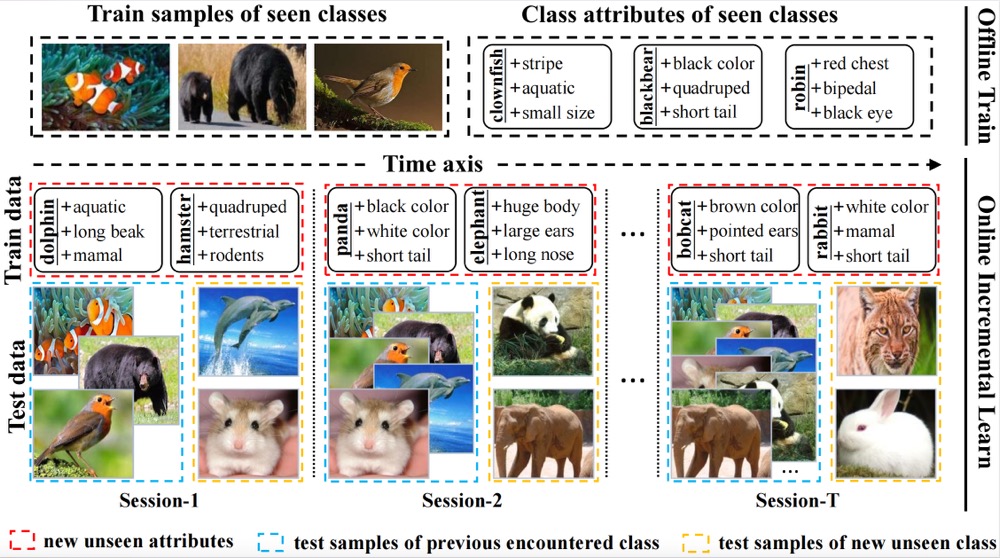 Train samples of seen classes
Class attributes of seen classes
Offline Train
clownfish
+stripe
+aquatic
+small size
blackbear
+black color
+quadruped
+short tail
robin
+red chest
+bipedal
+black eye
Time axis
Online Incremental Learn
Train data
dolphin
+aquatic
+long beak
+mamal
hamster
+quadruped
+terrestrial
+rodents
panda
+black color
+white color
+short tail
elephant
+huge body
+large ears
+long nose
...
bobcat
+brown color
+pointed ears
+short tail
rabbit
+white color
+mamal
+short tail
Test data
...
...
Session-1
Session-2
Session-T
new unseen attributes
test samples of previous encountered class
test samples of new unseen class